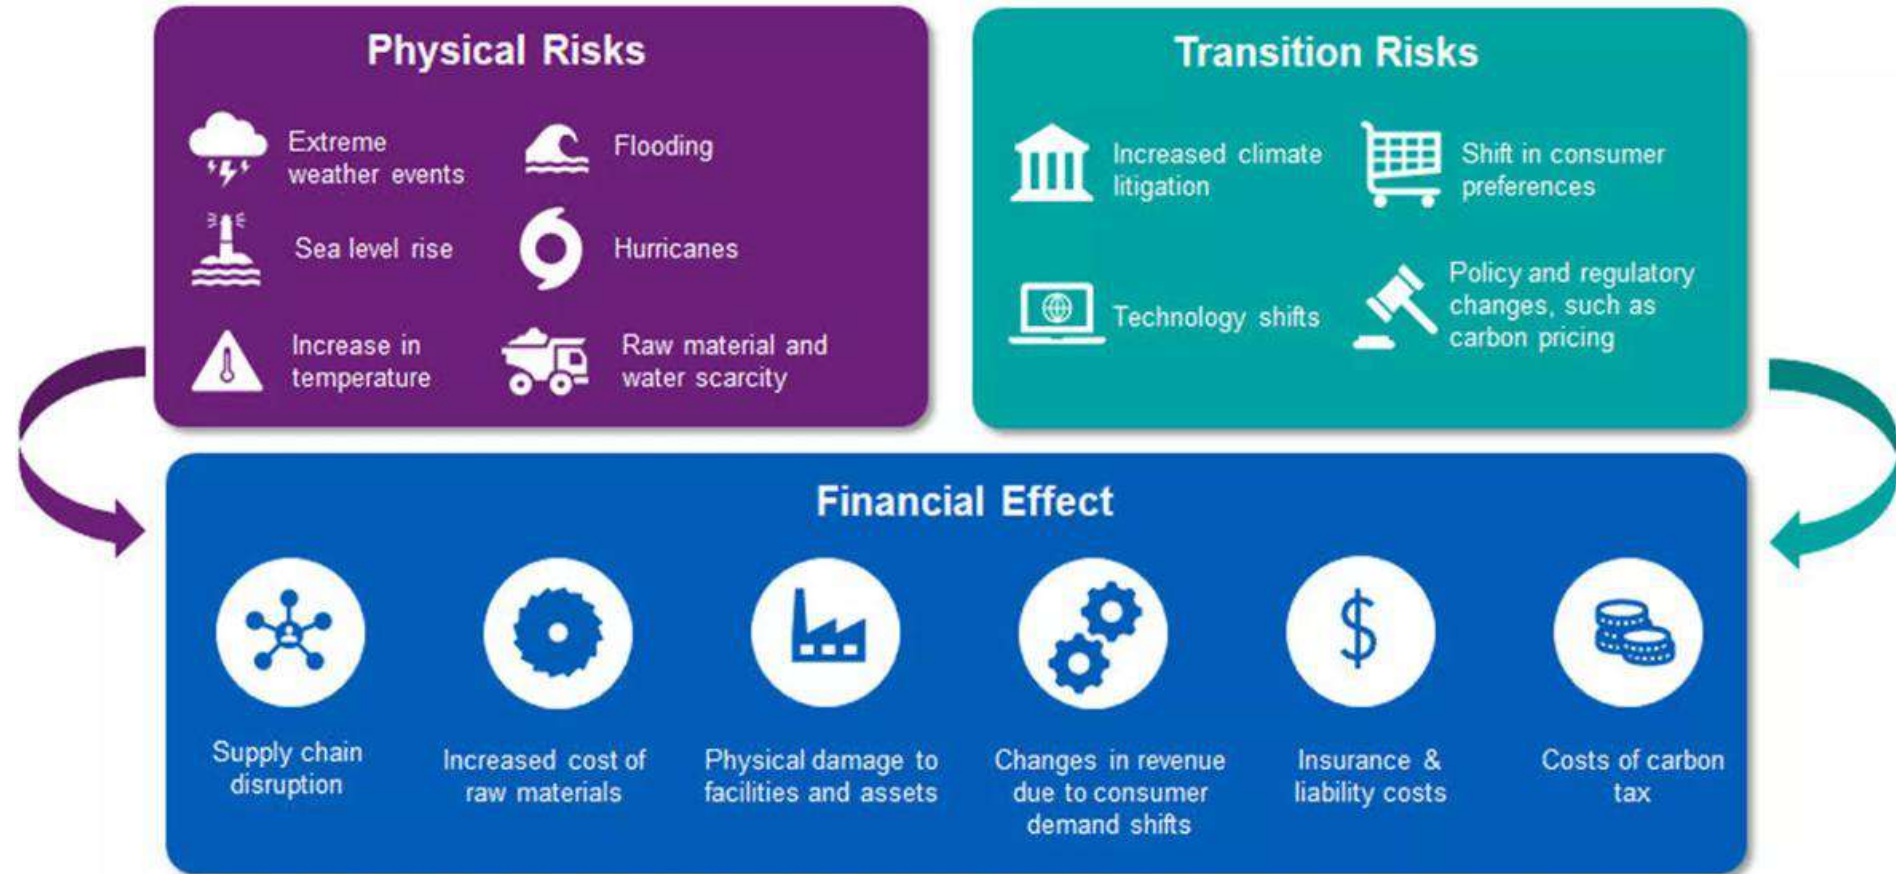 Physical Risks
Extreme
weather events
Flooding
Sea level rise
Hurricanes
Increase in
temperature
Raw material and
water scarcity
Transition Risks
Increased climate
litigation
Shift in consumer
preferences
Technology shifts
Policy and regulatory
changes, such as
carbon pricing
Financial Effect
Supply chain
disruption
Increased cost of
raw materials
Physical damage to
facilities and assets
Changes in revenue
due to consumer
demand shifts
$
Insurance &
liability costs
Costs of carbon
tax